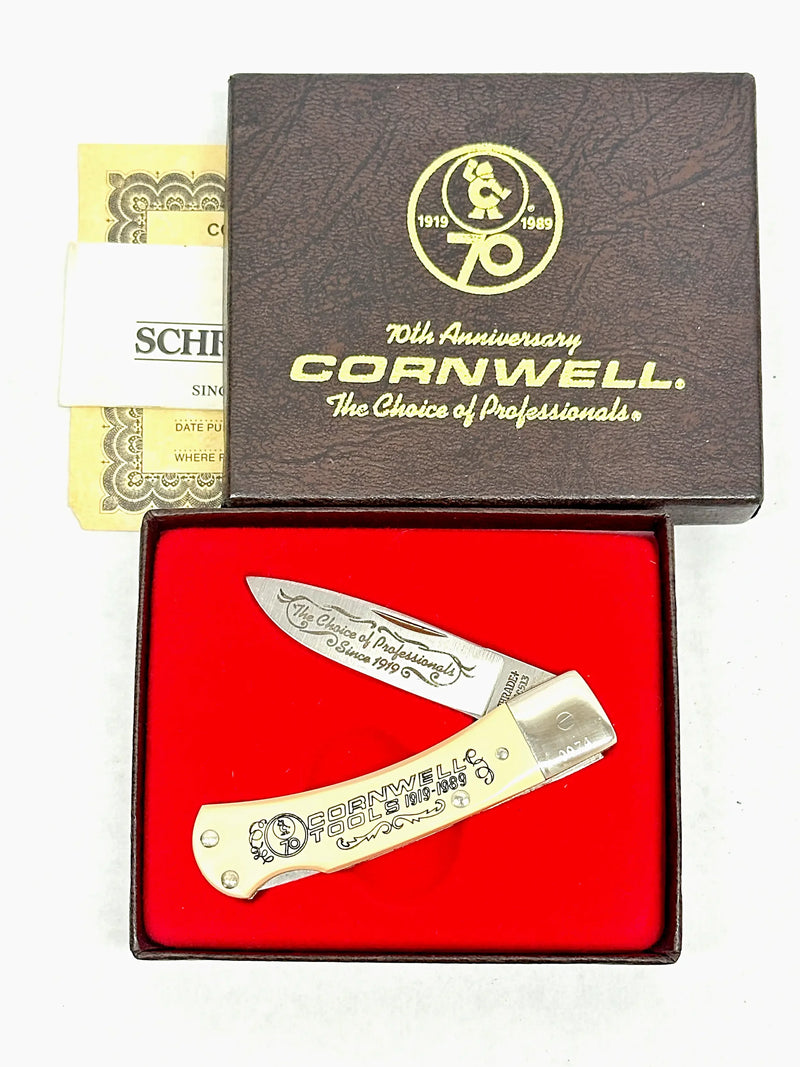 1919 1989
70
70th Anniversary
CORNWELL®
The Choice of Professionals®
CO
SCHR
SINC
DATE PU
WHERE P
The Choice of Professionals
Since 1919
CORNWELL
TOOLS 1919-1989
70